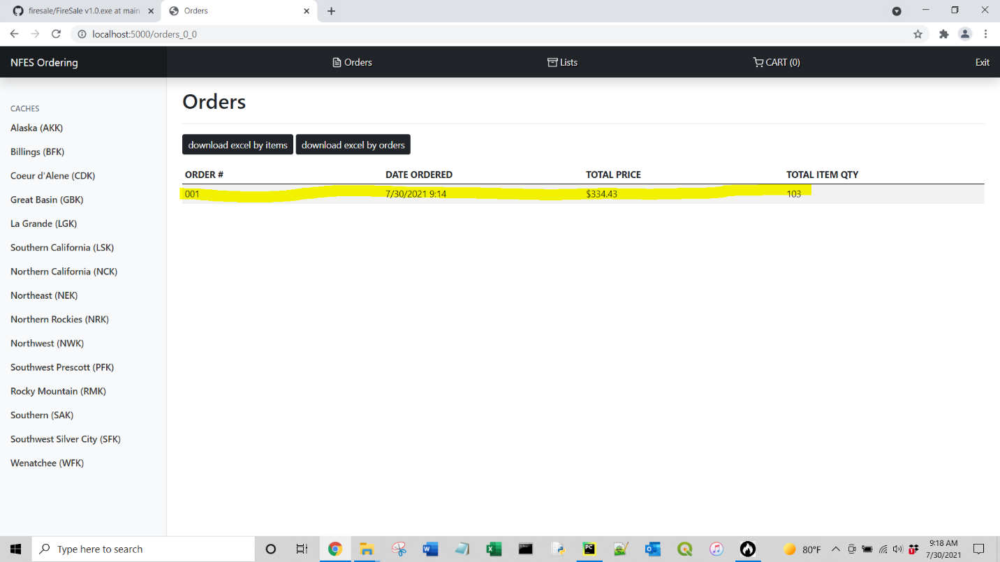 firesale/FireSale v1.0.exe at main
Orders
localhost:5000/orders_0_0
NFES Ordering
Orders
Lists
CART (0)
Exit
CACHES
Alaska (AKK)
Billings (BFK)
Coeur d'Alene (CDK)
Great Basin (GBK)
La Grande (LGK)
Southern California (LSK)
Northern California (NCK)
Northeast (NEK)
Northern Rockies (NRK)
Northwest (NWK)
Southwest Prescott (PFK)
Rocky Mountain (RMK)
Southern (SAK)
Southwest Silver City (SFK)
Wenatchee (WFK)
Orders
download excel by items download excel by orders
ORDER # DATE ORDERED TOTAL PRICE TOTAL ITEM QTY
001 7/30/2021 9:14 $334.43 103
Type here to search
80°F
9:18 AM
7/30/2021